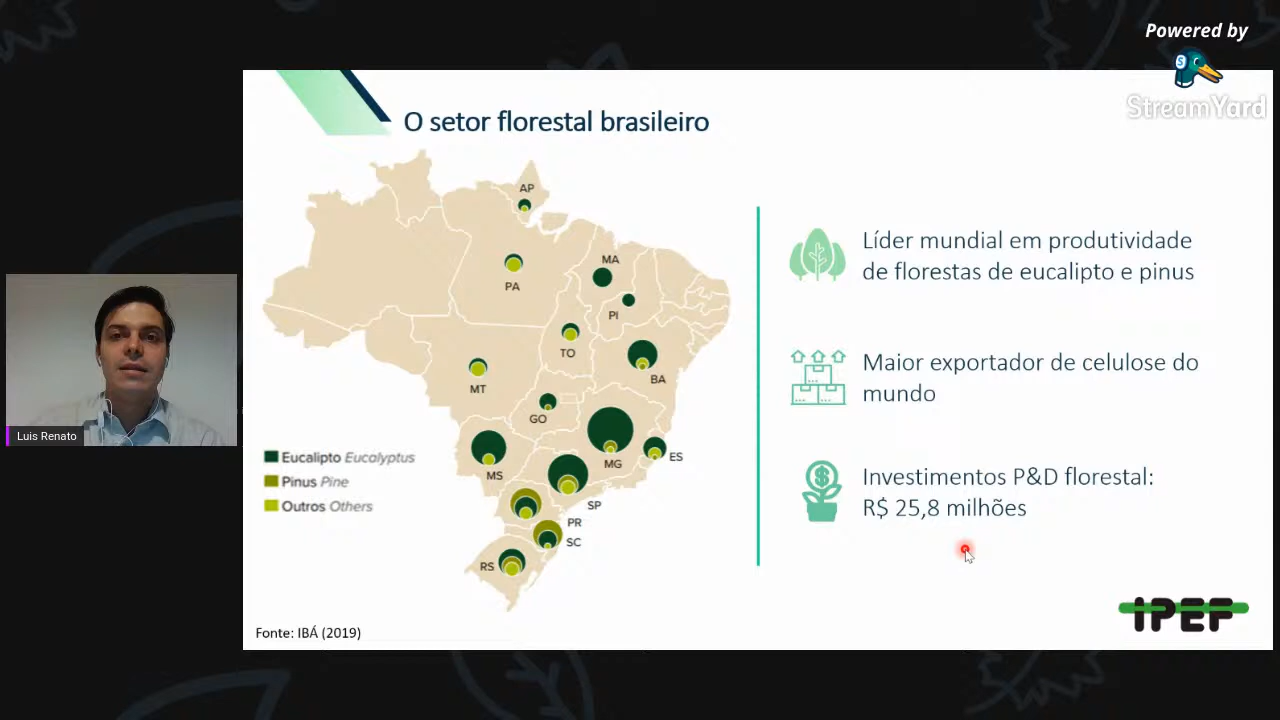 Powered by
StreamYard
O setor florestal brasileiro
AP
PA
MA
PI
TO
MT
BA
GO
MS
MG
ES
SP
PR
SC
RS
Eucalipto Eucalyptus
Pinus Pine
Outros Others
Fonte: IBÁ (2019)
Líder mundial em produtividade
de florestas de eucalipto e pinus
Maior exportador de celulose do
mundo
Investimentos P&D florestal:
R$ 25,8 milhões
IPEF
Luis Renato